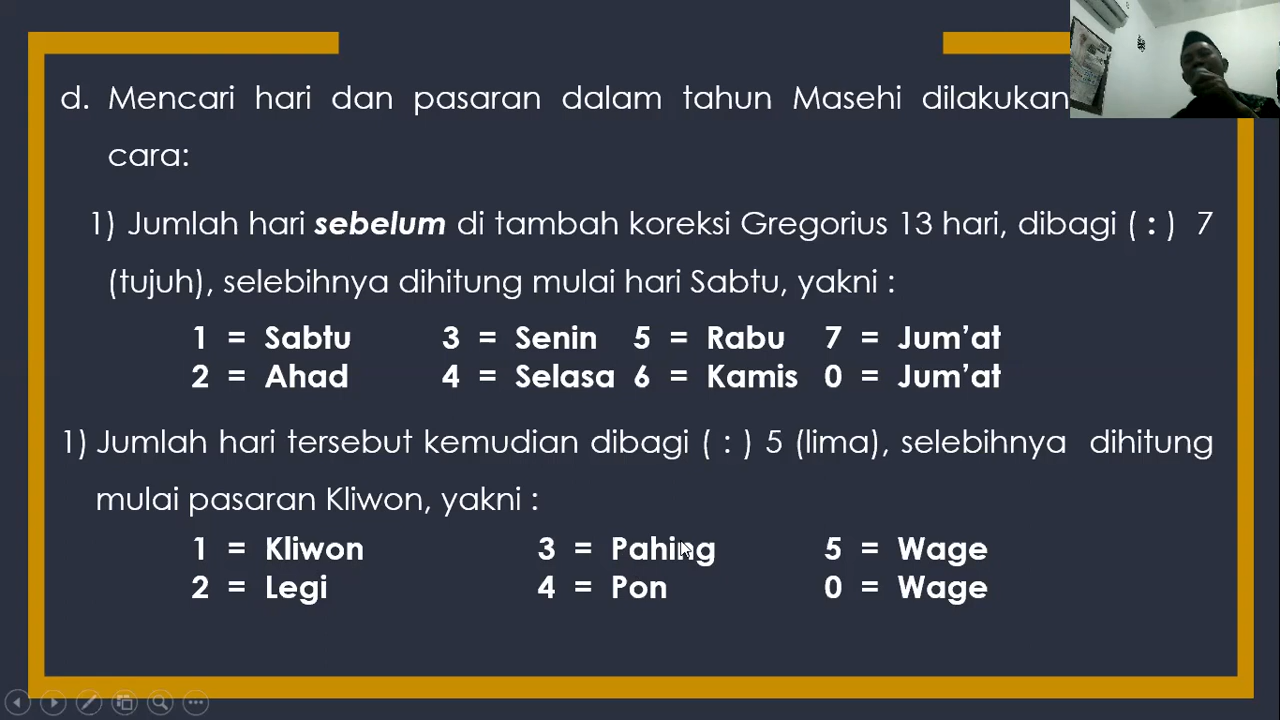 d. Mencari hari dan pasaran dalam tahun Masehi dilakukan
cara:
1) Jumlah hari sebelum di tambah koreksi Gregorius 13 hari, dibagi ( : ) 7
(tujuh), selebihnya dihitung mulai hari Sabtu, yakni :
1 = Sabtu 3 = Senin 5 = Rabu 7 = Jum’at
2 = Ahad 4 = Selasa 6 = Kamis 0 = Jum’at
1) Jumlah hari tersebut kemudian dibagi ( : ) 5 (lima), selebihnya dihitung
mulai pasaran Kliwon, yakni :
1 = Kliwon 3 = Pahing 5 = Wage
2 = Legi 4 = Pon 0 = Wage